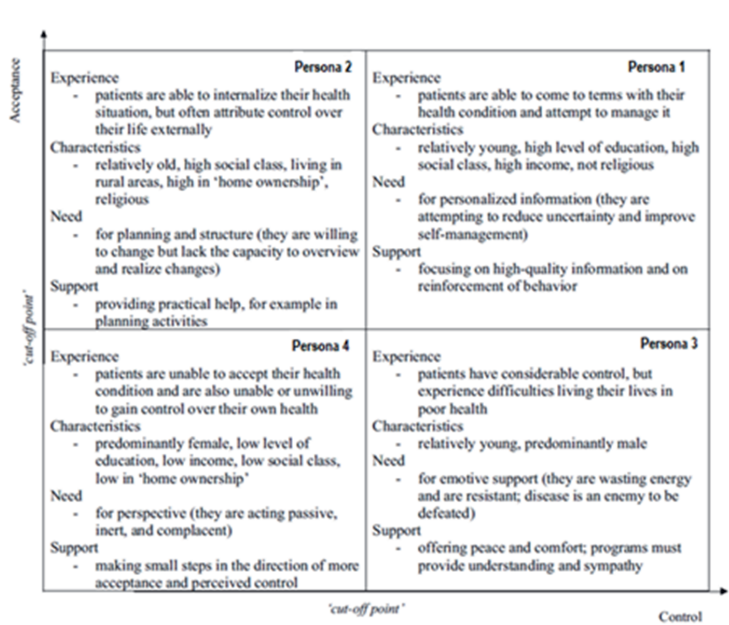 Acceptance
'cut-off point'
Persona 2
Experience
- patients are able to internalize their health
situation, but often attribute control over
their life externally
Characteristics
- relatively old, high social class, living in
rural areas, high in 'home ownership',
religious
Need
- for planning and structure (they are willing
to change but lack the capacity to overview
and realize changes)
Support
- providing practical help, for example in
planning activities
Persona 1
Experience
- patients are able to come to terms with their
health condition and attempt to manage it
Characteristics
- relatively young, high level of education, high
social class, high income, not religious
Need
- for personalized information (they are
attempting to reduce uncertainty and improve
self-management)
Support
- focusing on high-quality information and on
reinforcement of behavior
Persona 4
Experience
- patients are unable to accept their health
condition and are also unable or unwilling
to gain control over their own health
Characteristics
- predominantly female, low level of
education, low income, low social class,
low in 'home ownership'
Need
- for perspective (they are acting passive,
inert, and complacent)
Support
- making small steps in the direction of more
acceptance and perceived control
Persona 3
Experience
- patients have considerable control, but
experience difficulties living their lives in
poor health
Characteristics
- relatively young, predominantly male
Need
- for emotive support (they are wasting energy
and are resistant; disease is an enemy to be
defeated)
Support
- offering peace and comfort; programs must
provide understanding and sympathy
'cut-off point'
Control